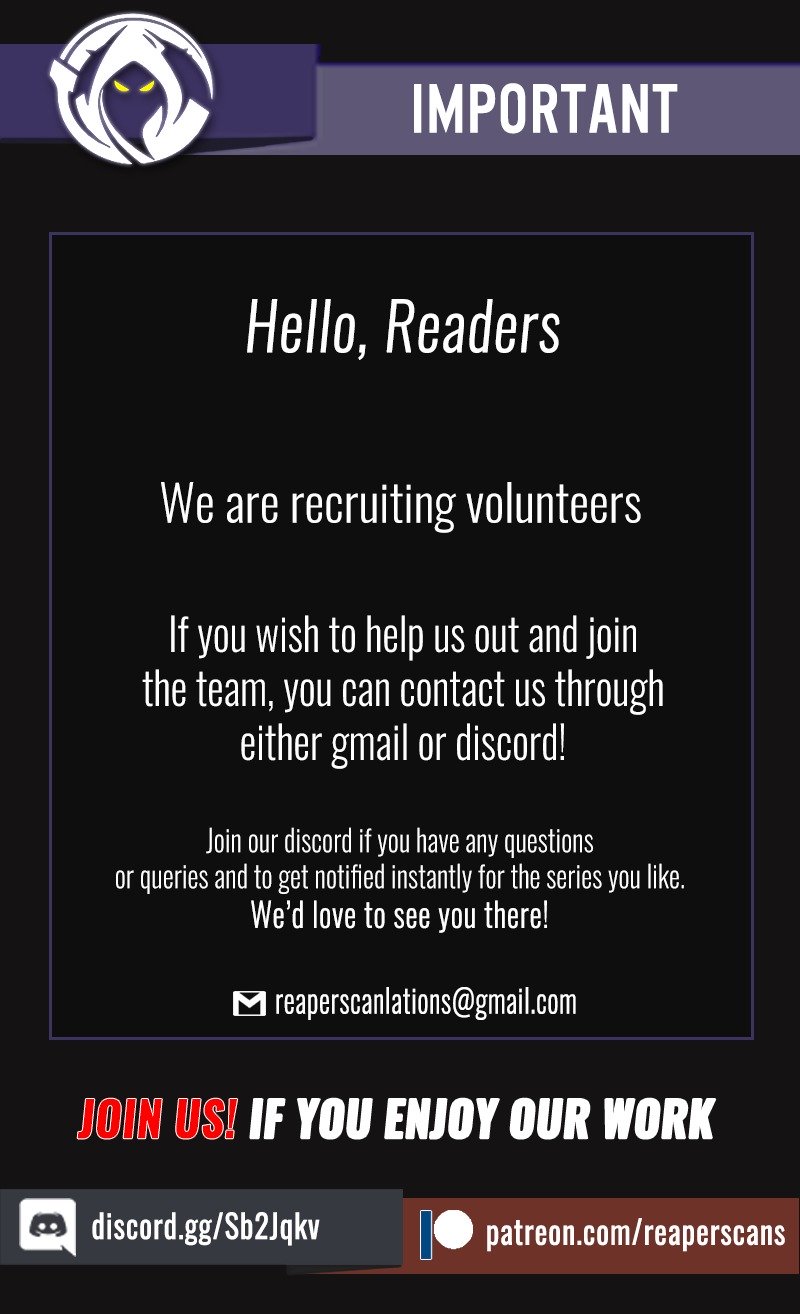 IMPORTANT
Hello, Readers
We are recruiting volunteers
If you wish to help us out and join
the team, you can contact us through
either gmail or discord!
Join our discord if you have any questions
or queries and to get notified instantly for the series you like.
We'd love to see you there!
reaperscanlations@gmail.com
JOIN US! IF YOU ENJOY OUR WORK
discord.gg/Sb2Jqkv
patreon.com/reaperscans